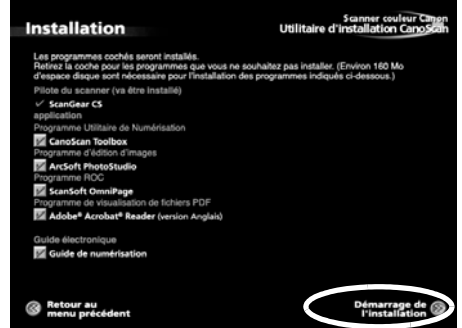 Installation
Scanner couleur Canon
Utilitaire d'installation CanoScan
Les programmes cochés seront installés.
Retirez la coche pour les programmes que vous ne souhaitez pas installer. (Environ 160 Mo
d'espace disque sont nécessaire pour l'installation des programmes indiqués ci-dessous.)
Pilote du scanner (va être installé)
ScanGear CS
application
Programme Utilitaire de Numérisation
CanoScan Toolbox
Programme d'édition d'images
ArcSoft PhotoStudio
Programme ROC
ScanSoft OmniPage
Programme de visualisation de fichiers PDF
Adobe® Acrobat® Reader (version Anglais)
Guide électronique
Guide de numérisation
Retour au
menu précédent
Démarrage de
l'installation